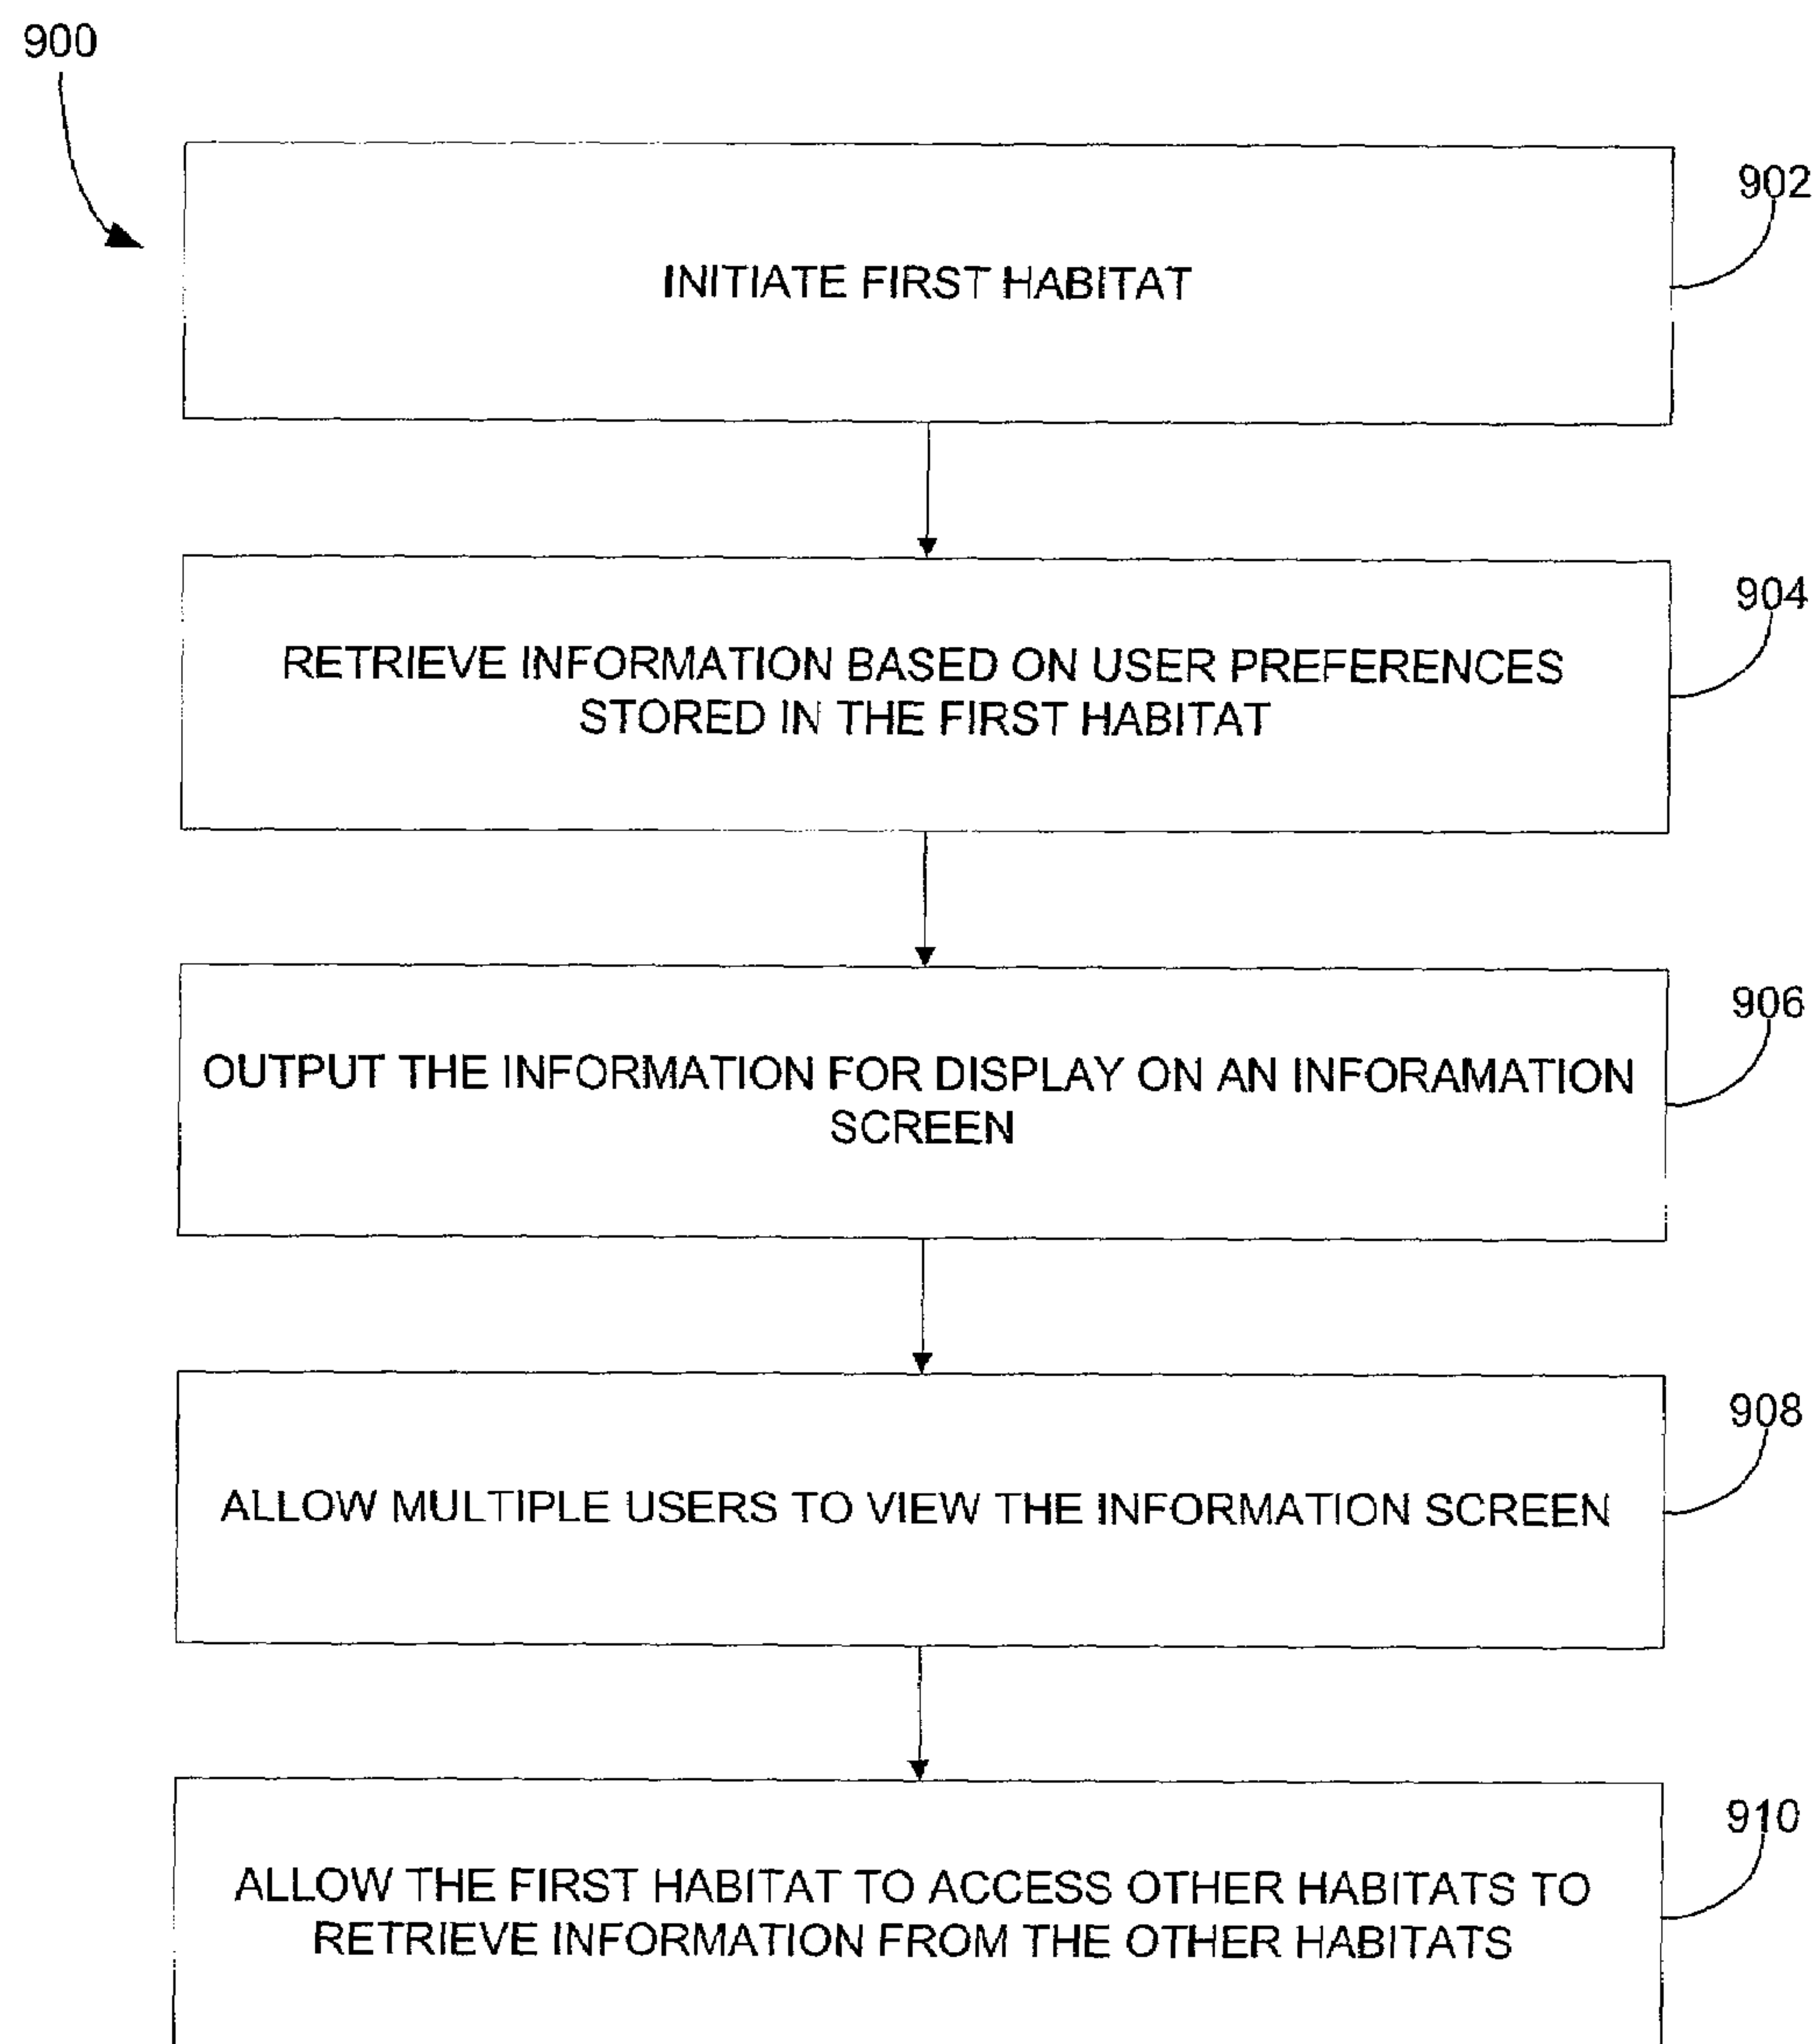 900
902
INITIATE FIRST HABITAT
904
RETRIEVE INFORMATION BASED ON USER PREFERENCES
STORED IN THE FIRST HABITAT
906
OUTPUT THE INFORMATION FOR DISPLAY ON AN INFORAMATION
SCREEN
908
ALLOW MULTIPLE USERS TO VIEW THE INFORMATION SCREEN
910
ALLOW THE FIRST HABITAT TO ACCESS OTHER HABITATS TO
RETRIEVE INFORMATION FROM THE OTHER HABITATS